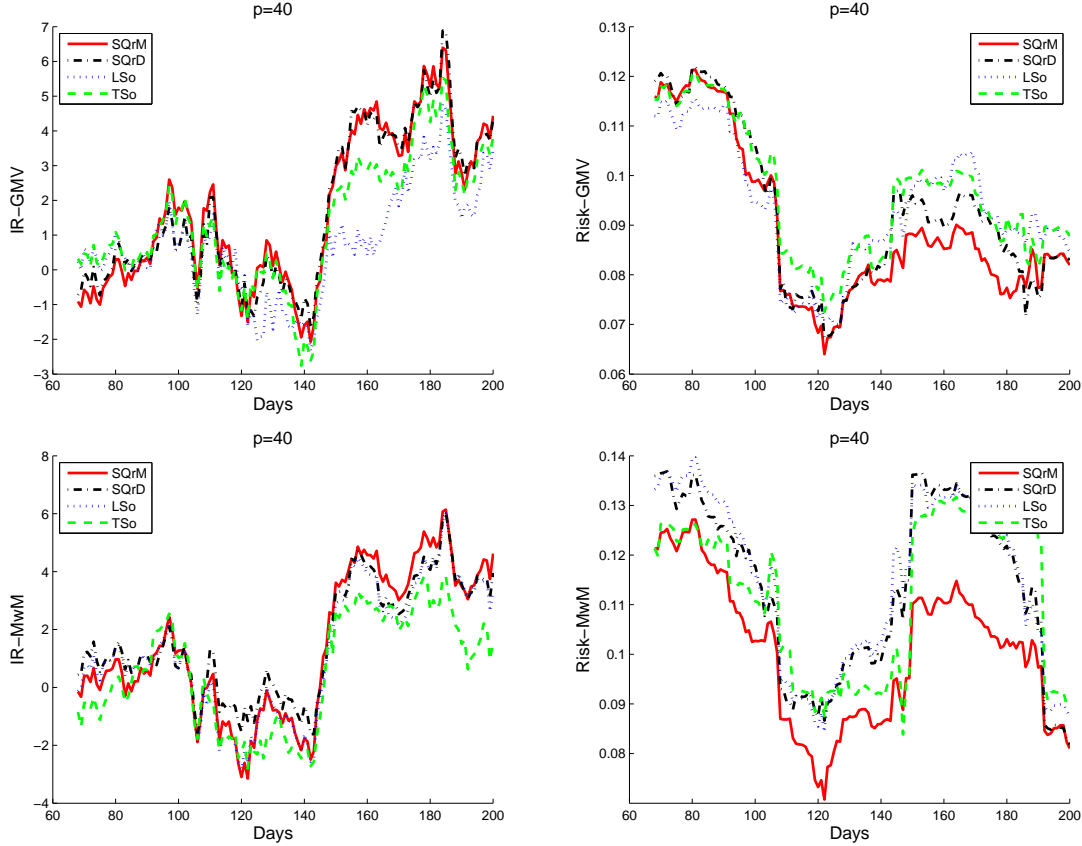 p=40
IR−GMV
7
6
5
4
3
2
1
0
−1
−2
−3
SQrM
SQrD
LSo
TSo
60 80 100 120 140 160 180 200
Days
p=40
Risk−GMV
0.13
0.12
0.11
0.1
0.09
0.08
0.07
0.06
SQrM
SQrD
LSo
TSo
60 80 100 120 140 160 180 200
Days
p=40
IR−MwM
8
6
4
2
0
−2
−4
SQrM
SQrD
LSo
TSo
60 80 100 120 140 160 180 200
Days
p=40
Risk−MwM
0.14
0.13
0.12
0.11
0.1
0.09
0.08
SQrM
SQrD
LSo
TSo
60 80 100 120 140 160 180 200
Days